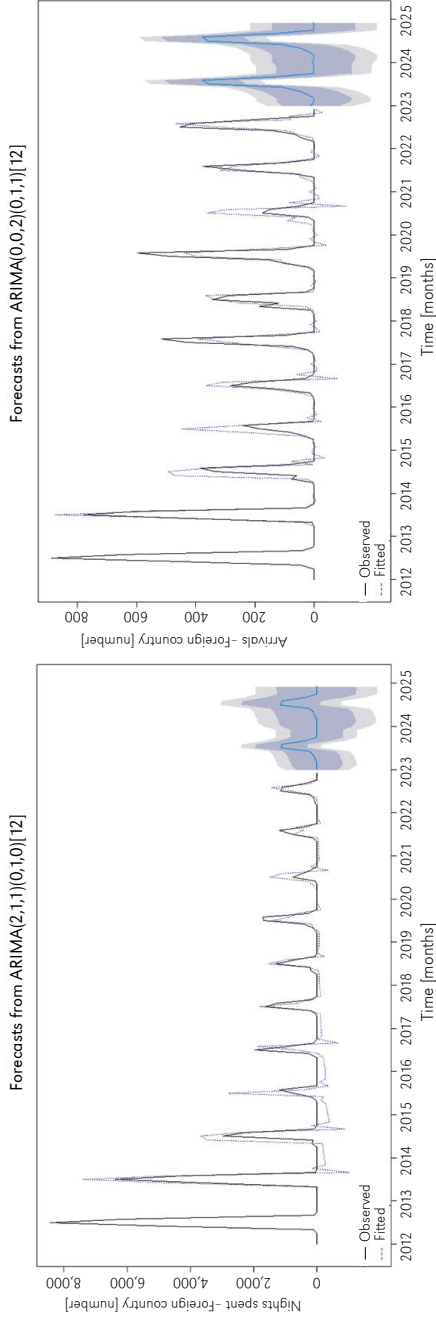 Forecasts from ARIMA(2,1,1)(0,1,0)[12]
Nights spent -Foreign country [number]
8,000
6,000
4,000
2,000
0
Observed
Fitted
2012 2013 2014 2015 2016 2017 2018 2019 2020 2021 2022 2023 2024 2025
Time [months]
Forecasts from ARIMA(0,0,2)(0,1,1)[12]
Arrivals -Foreign country [number]
800
600
400
200
0
Observed
Fitted
2012 2013 2014 2015 2016 2017 2018 2019 2020 2021 2022 2023 2024 2025
Time [months]